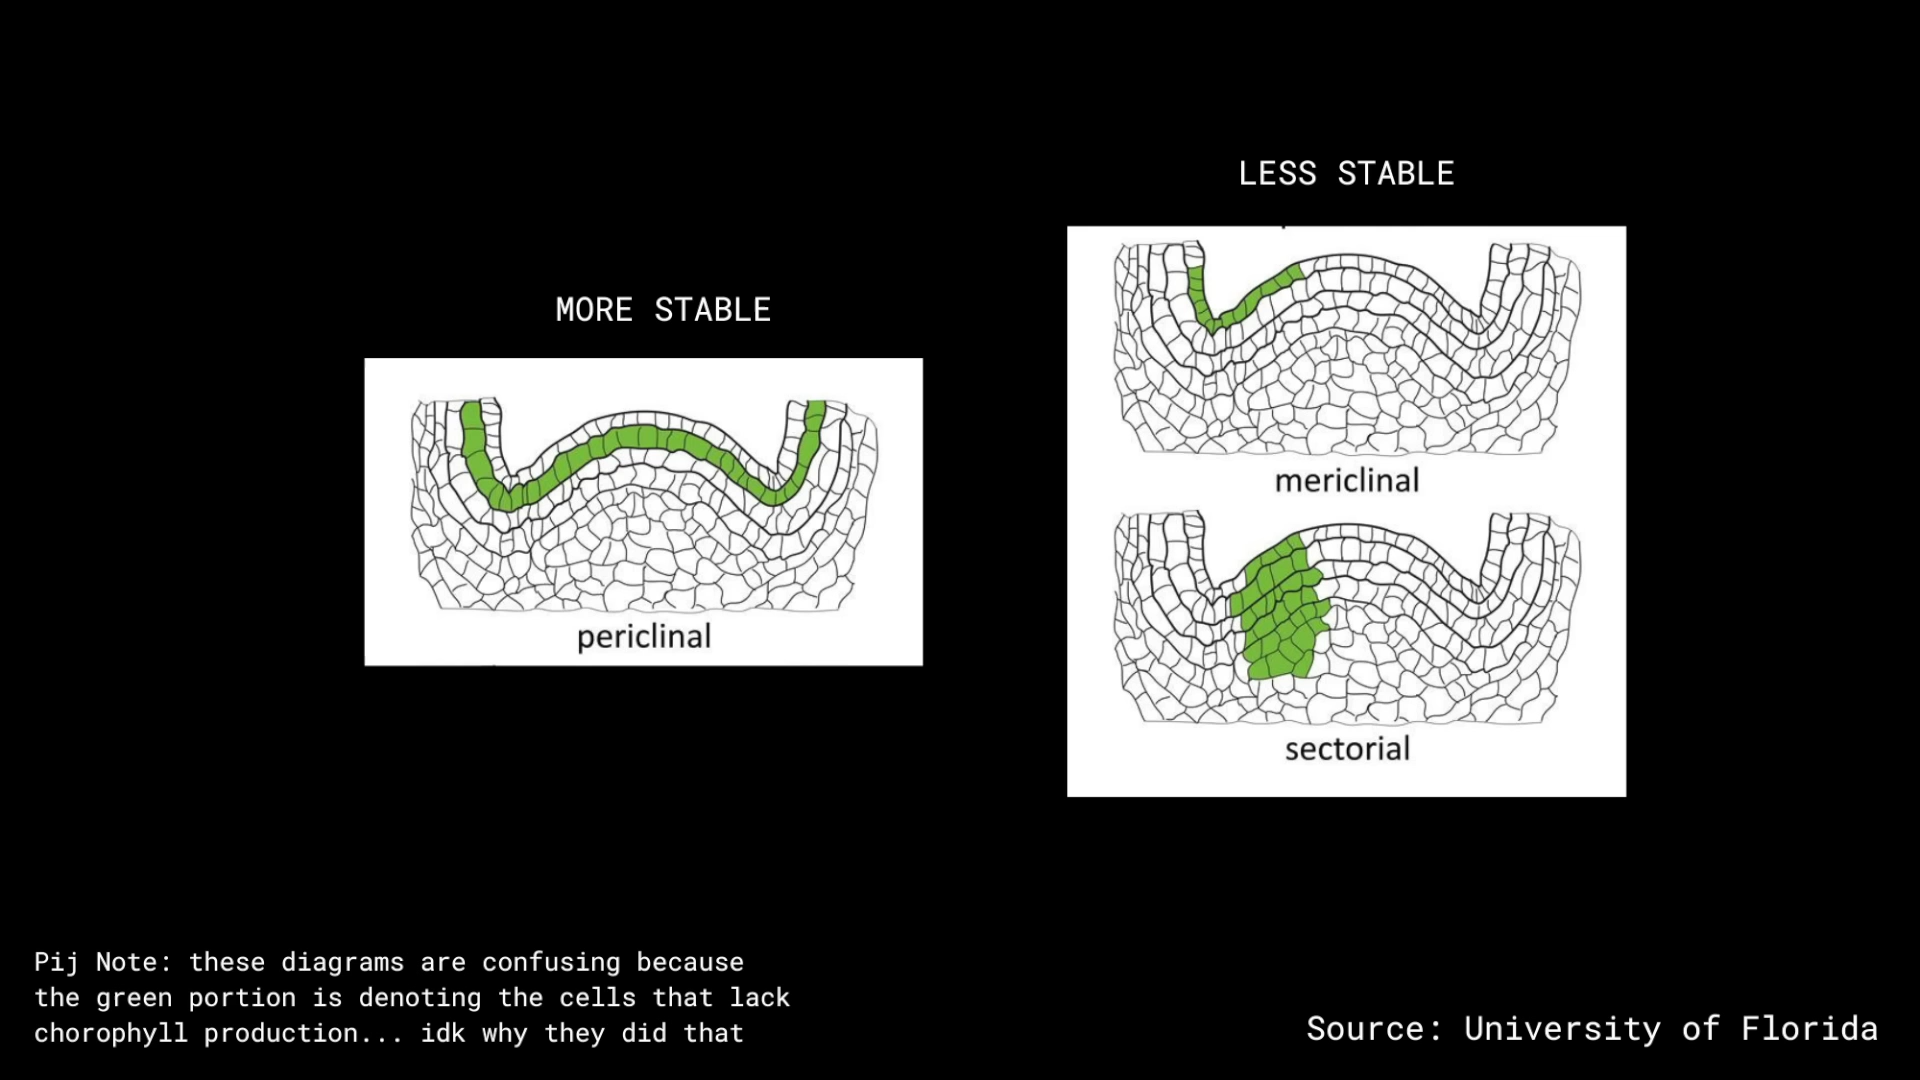 MORE STABLE
periclinal
LESS STABLE
mericlinal
sectorial
Pij Note: these diagrams are confusing because
the green portion is denoting the cells that lack
chorophyll production... idk why they did that
Source: University of Florida